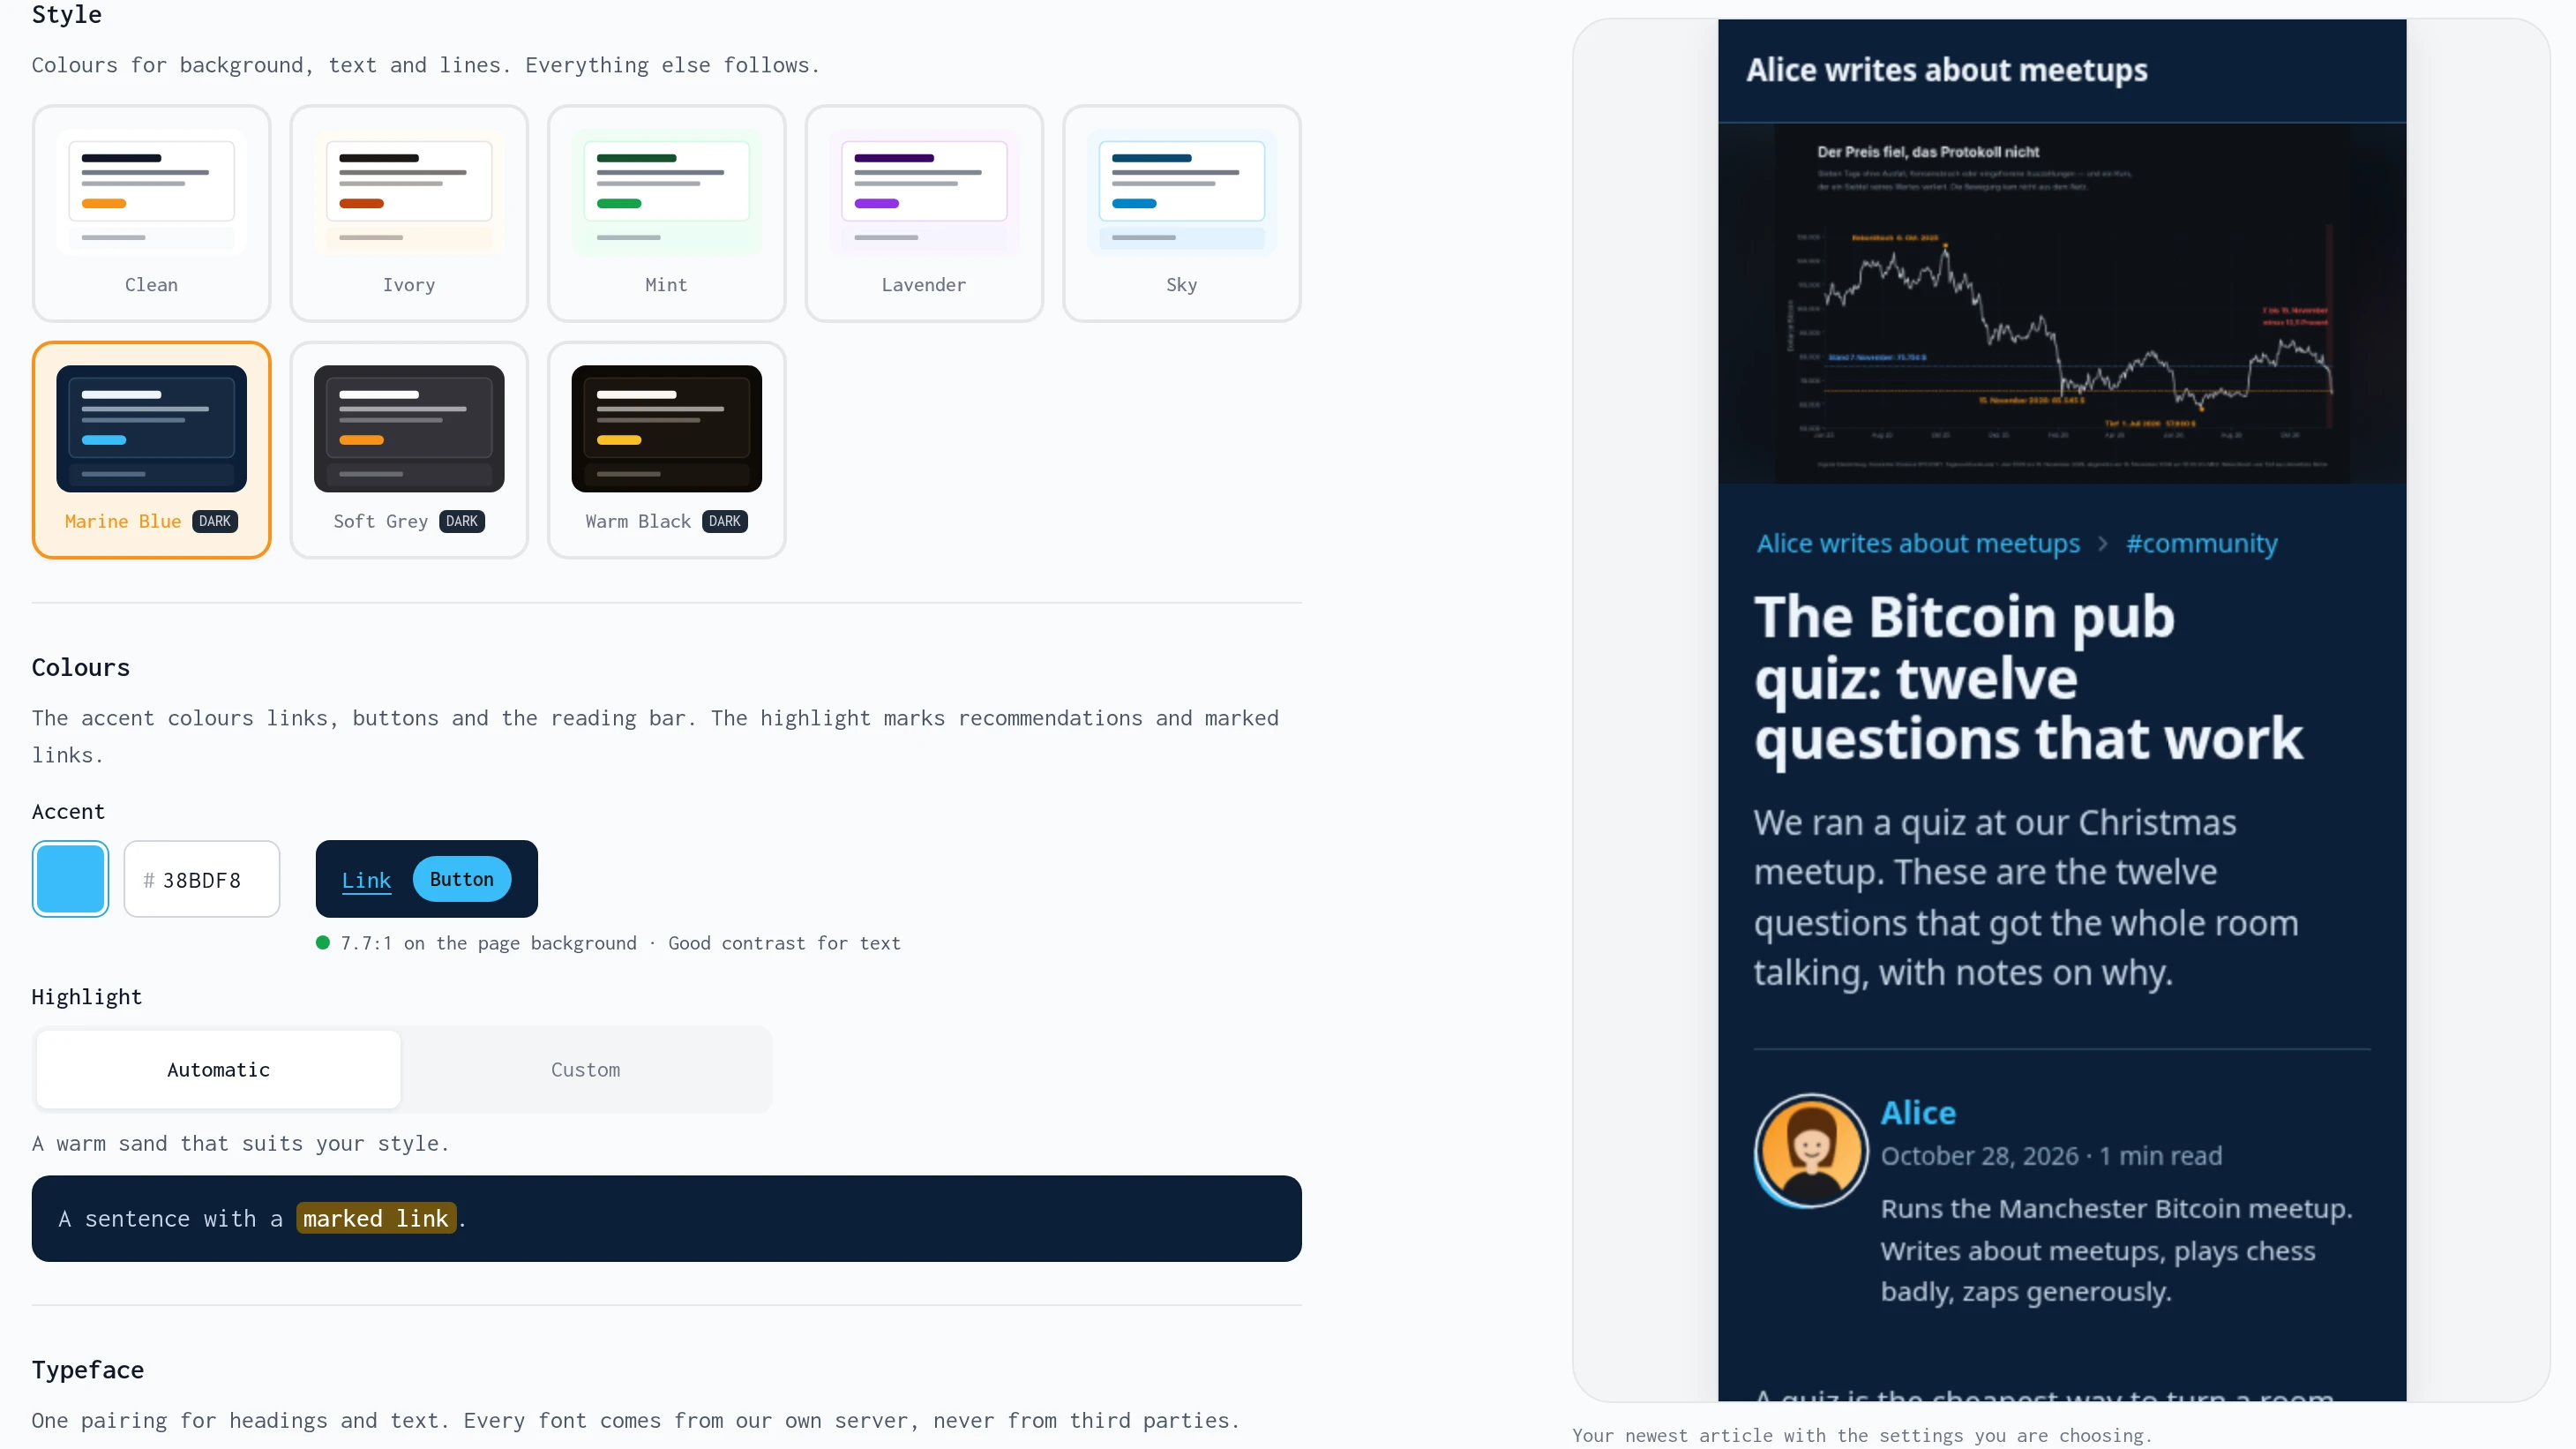 Style
Colours for background, text and lines. Everything else follows.
Clean
Ivory
Mint
Lavender
Sky
Marine Blue DARK
Soft Grey DARK
Warm Black DARK
Colours
The accent colours links, buttons and the reading bar. The highlight marks recommendations and marked
links.
Accent
# 38BDF8
Link
Button
7.7:1 on the page background · Good contrast for text
Highlight
Automatic
Custom
A warm sand that suits your style.
A sentence with a marked link.
Typeface
One pairing for headings and text. Every font comes from our own server, never from third parties.
Alice writes about meetups
Der Preis fiel, das Protokoll nicht
Alice writes about meetups > #community
The Bitcoin pub
quiz: twelve
questions that work
We ran a quiz at our Christmas
meetup. These are the twelve
questions that got the whole room
talking, with notes on why.
Alice
October 28, 2026 · 1 min read
Runs the Manchester Bitcoin meetup.
Writes about meetups, plays chess
badly, zaps generously.
A quiz is the cheapest way to turn a room
Your newest article with the settings you are choosing.